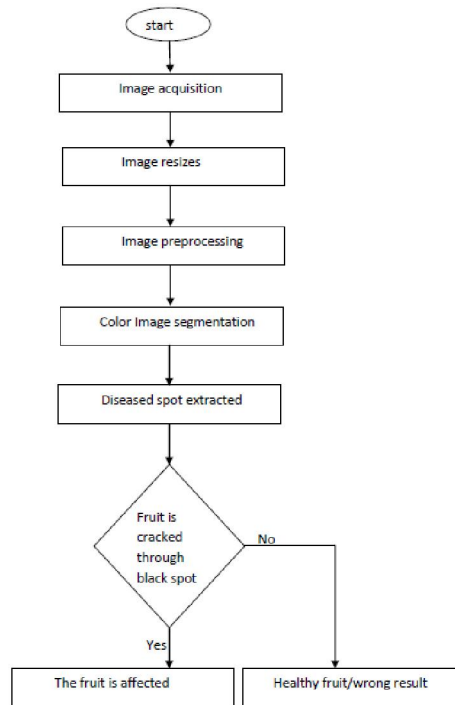 start
Image acquisition
Image resizes
Image preprocessing
Color Image segmentation
Diseased spot extracted
Fruit is
cracked
through
black spot
No
Yes
The fruit is affected
Healthy fruit/wrong result